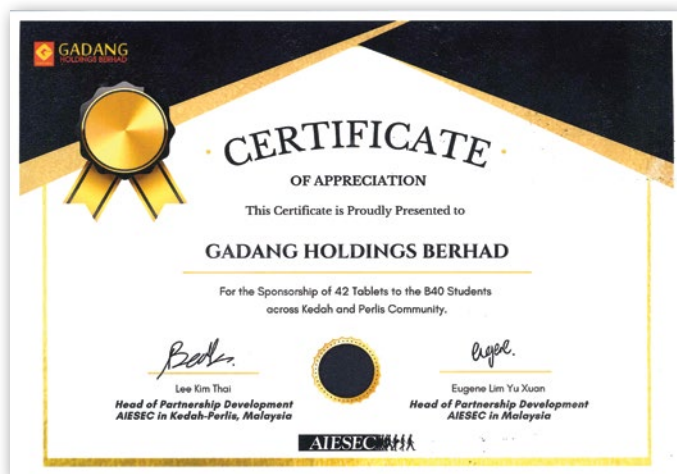 GADANG
HOLDINGS BERHAD
CERTIFICATE
OF APPRECIATION
This Certificate is Proudly Presented to
GADANG HOLDINGS BERHAD
For the Sponsorship of 42 Tablets to the B40 Students
across Kedah and Perlis Community.
Lee Kim Thai
Head of Partnership Development
AIESEC in Kedah-Perlis, Malaysia
Eugene.
Eugene Lim Yu Xuan
Head of Partnership Development
AIESEC in Malaysia
AIESEC